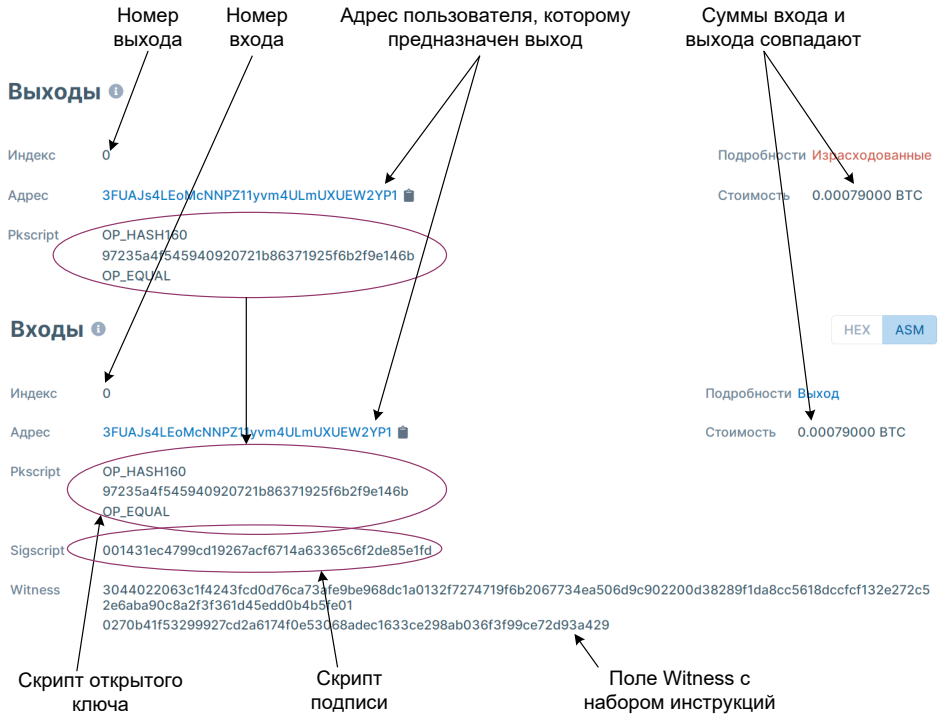 Номер выхода
Номер входа
Адрес пользователя, которому предназначен выход
Суммы входа и выхода совпадают
Выходы
Индекс 0 Подробности Израсходованные
Адрес 3FUAJs4LEoMcNNPZ11yvm4ULmUXUEW2YP1 Стоимость 0.00079000 BTC
Pkscript OP_HASH160
97235a4f545940920721b86371925f6b2f9e146b
OP_EQUAL
Входы HEX ASM
Индекс 0 Подробности Выход
Адрес 3FUAJs4LEoMcNNPZ11yvm4ULmUXUEW2YP1 Стоимость 0.00079000 BTC
Pkscript OP_HASH160
97235a4f545940920721b86371925f6b2f9e146b
OP_EQUAL
Sigscript 001431ec4799cd19267acf6714a63365c6f2de85e1fd
Witness 3044022063c1f4243fcd0d76ca73afe9be968dc1a0132f7274719f6b2067734ea506d9c902200d38289f1da8cc5618dccfcf132e272c5
2e6aba90c8a2f3f361d45edd0b4b5fe01
0270b41f53299927cd2a6174f0e53068adec1633ce298ab036f3f99ce72d93a429
Скрипт открытого ключа
Скрипт подписи
Поле Witness с набором инструкций